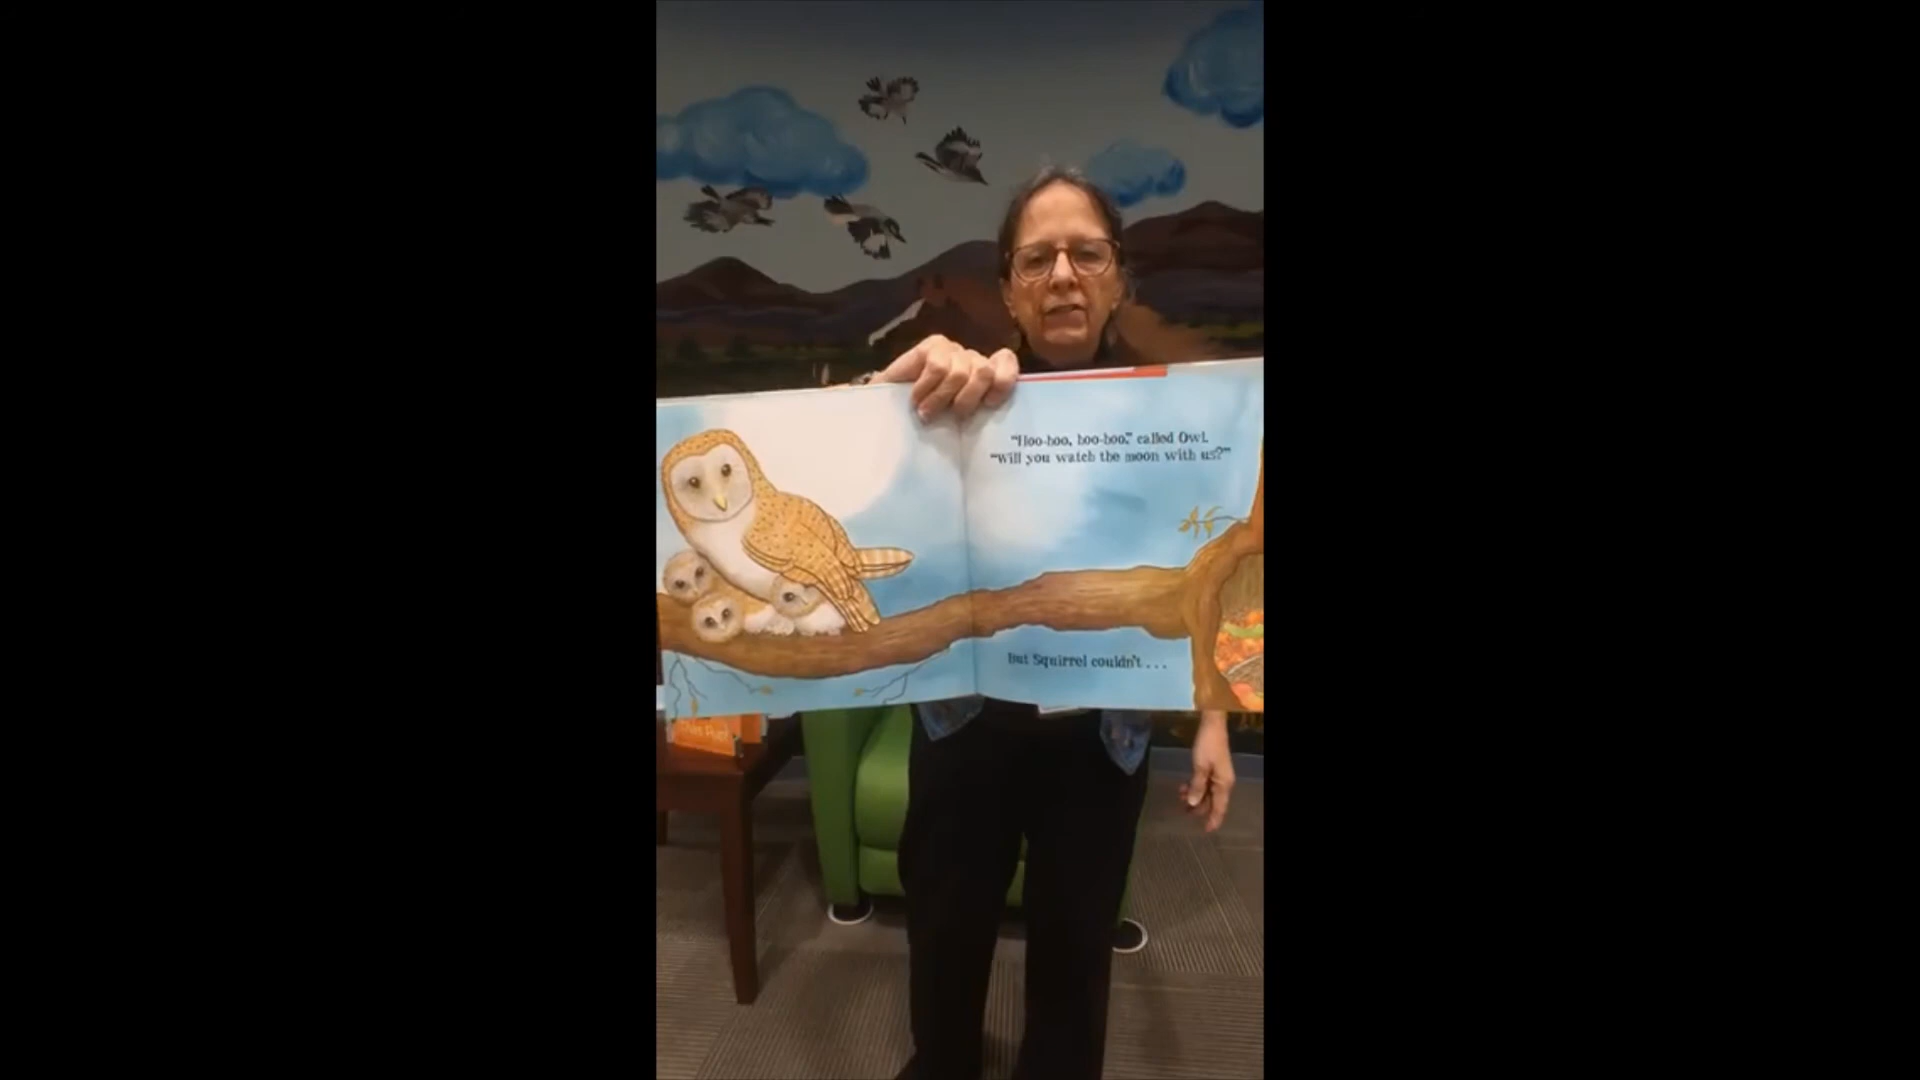 "Hoo-hoo, hoo-hoo," called Owl.
"Will you watch the moon with us?"
But Squirrel couldn't . . .